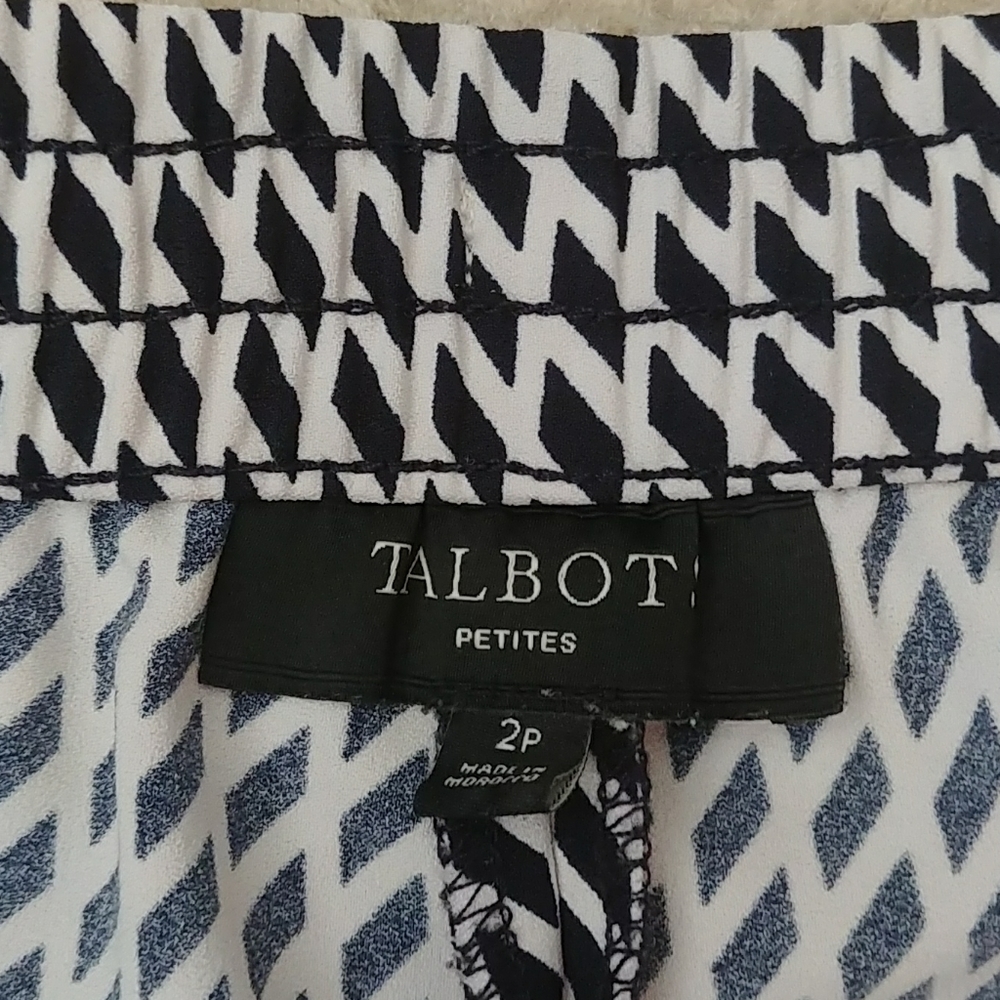 TALBOTS
PETITES
2P
MADE IN
MOROCCO